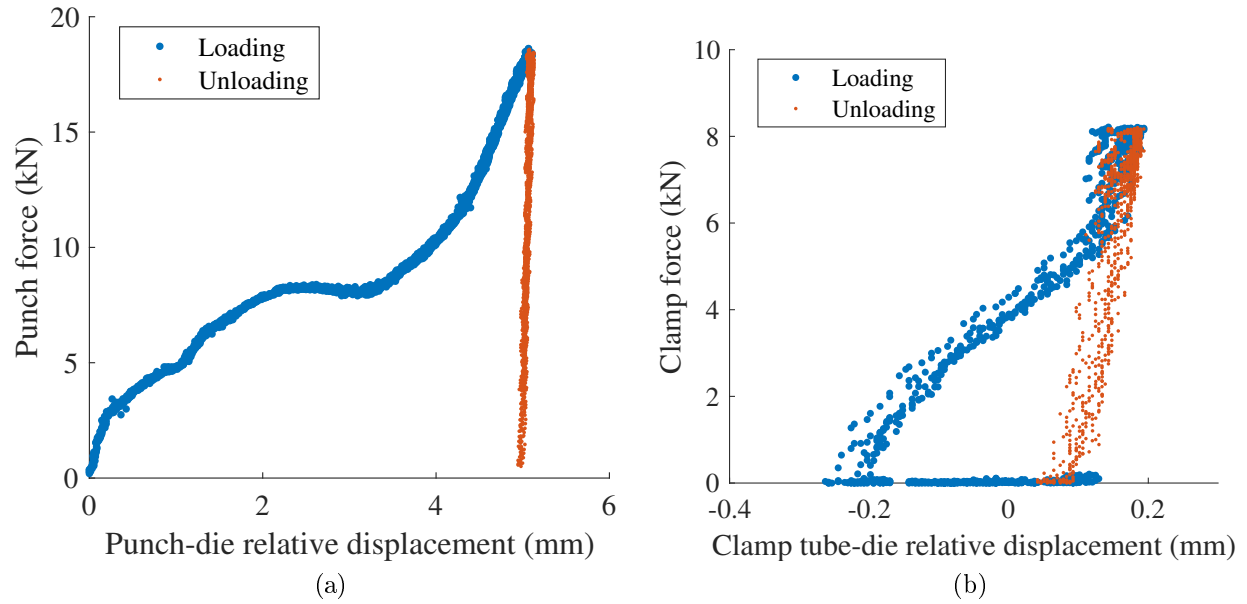 20
15
10
5
0
Punch force (kN)
Loading
Unloading
0
2
4
6
Punch-die relative displacement (mm)
(a)
10
8
6
4
2
0
Clamp force (kN)
Loading
Unloading
-0.4
-0.2
0
0.2
Clamp tube-die relative displacement (mm)
(b)